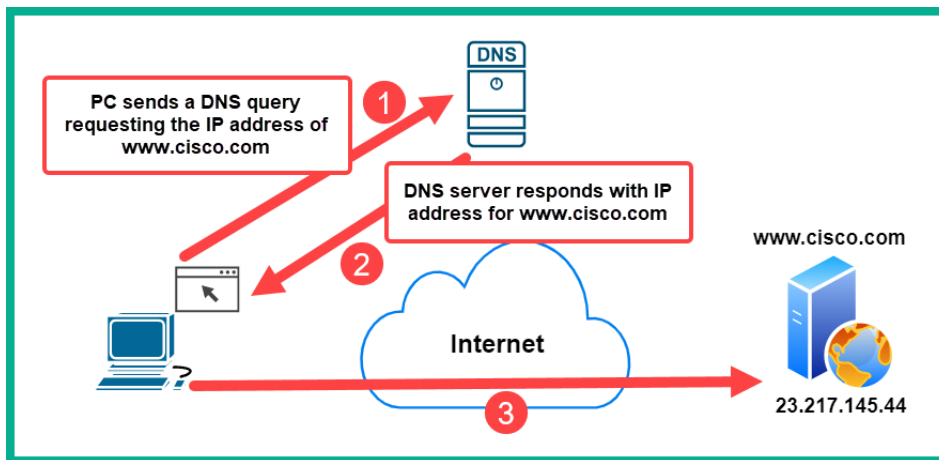 DNS
1
PC sends a DNS query
requesting the IP address of
www.cisco.com
DNS server responds with IP
address for www.cisco.com
2
www.cisco.com
Internet
3
23.217.145.44